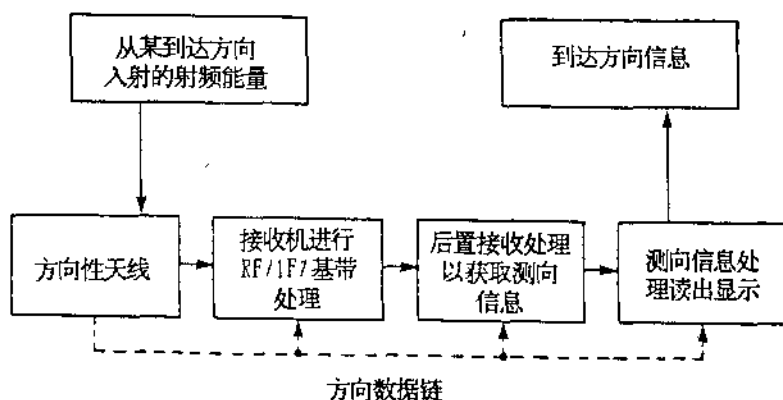 从某到达方向
入射的射频能量
到达方向信息
方向性天线
接收机进行
RF/IF/基带
处理
后置接收处理
以获取测向
信息
测向信息处
理读出显示
方向数据链